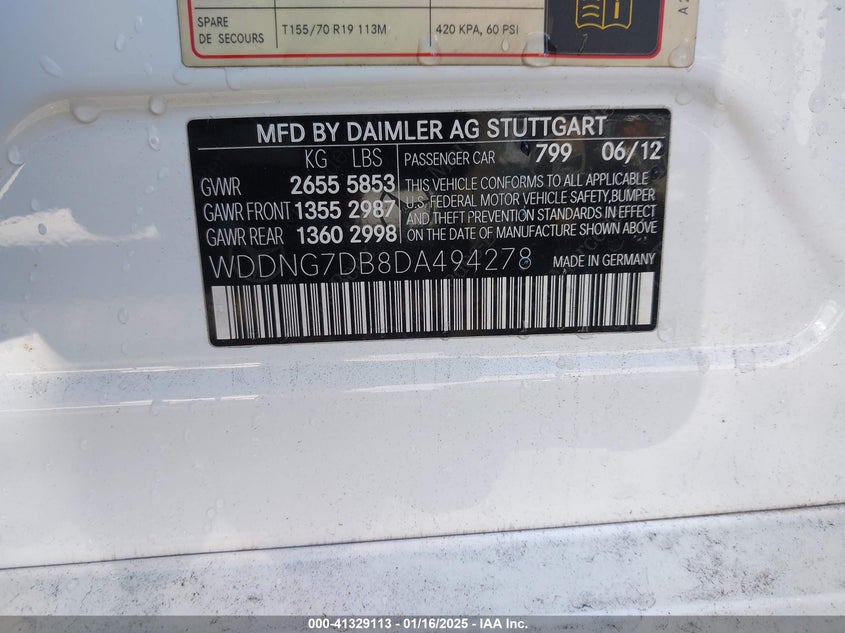 SPARE
DE SECOURS
T155/70 R19 113M
420 KPA, 60 PSI
MFD BY DAIMLER AG STUTTGART
KG LBS
GVWR 2655 5853
GAWR FRONT 1355 2987
GAWR REAR 1360 2998
PASSENGER CAR 799 06/12
THIS VEHICLE CONFORMS TO ALL APPLICABLE
U.S. FEDERAL MOTOR VEHICLE SAFETY,BUMPER
AND THEFT PREVENTION STANDARDS IN EFFECT
ON THE DATE OF MANUFACTURE SHOWN ABOVE
WDDNG7DB8DA494278 MADE IN GERMANY
000-41329113 - 01/16/2025 - IAA Inc.